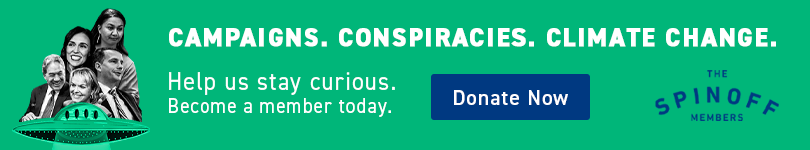 CAMPAIGNS. CONSPIRACIES. CLIMATE CHANGE.
Help us stay curious.
Become a member today.
Donate Now
THE
SPINOFF
MEMBERS